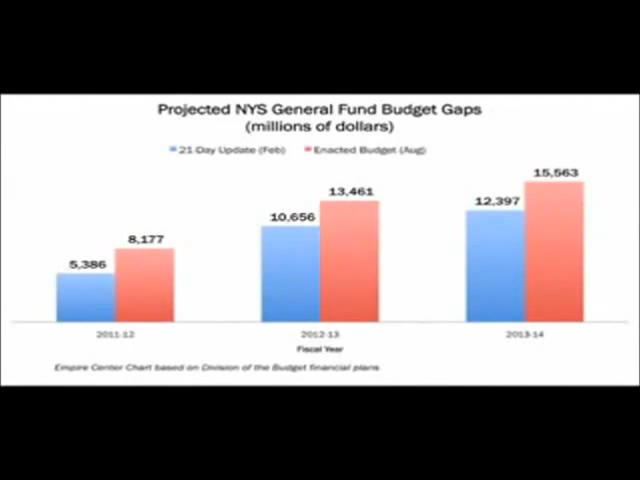 Projected NYS General Fund Budget Gaps
(millions of dollars)
21 Day Update (Feb) Enacted Budget (Aug)
5,386
8,177
10,656
13,461
12,397
15,563
2011-12 2012-13 2013-14
Fiscal Year
Empire Center Chart based on Division of the Budget financial plans